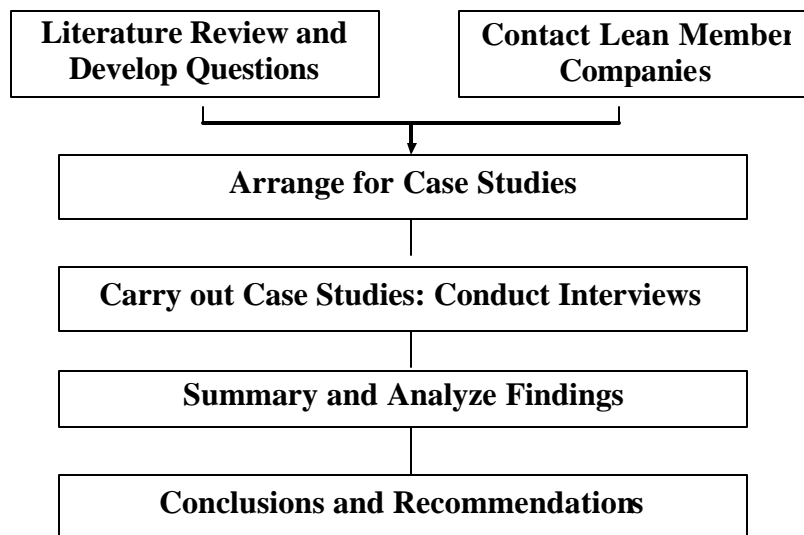 Literature Review and
Develop Questions
Contact Lean Member
Companies
Arrange for Case Studies
Carry out Case Studies: Conduct Interviews
Summary and Analyze Findings
Conclusions and Recommendations